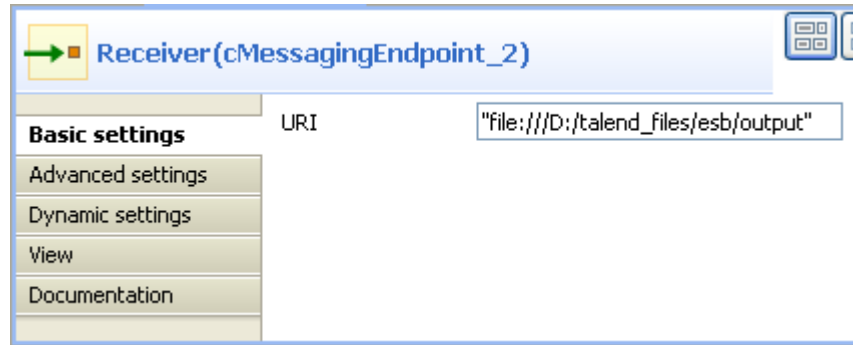 Receiver(cMessagingEndpoint_2)
Basic settings
URI "file:///D:/talend_files/esb/output"
Advanced settings
Dynamic settings
View
Documentation